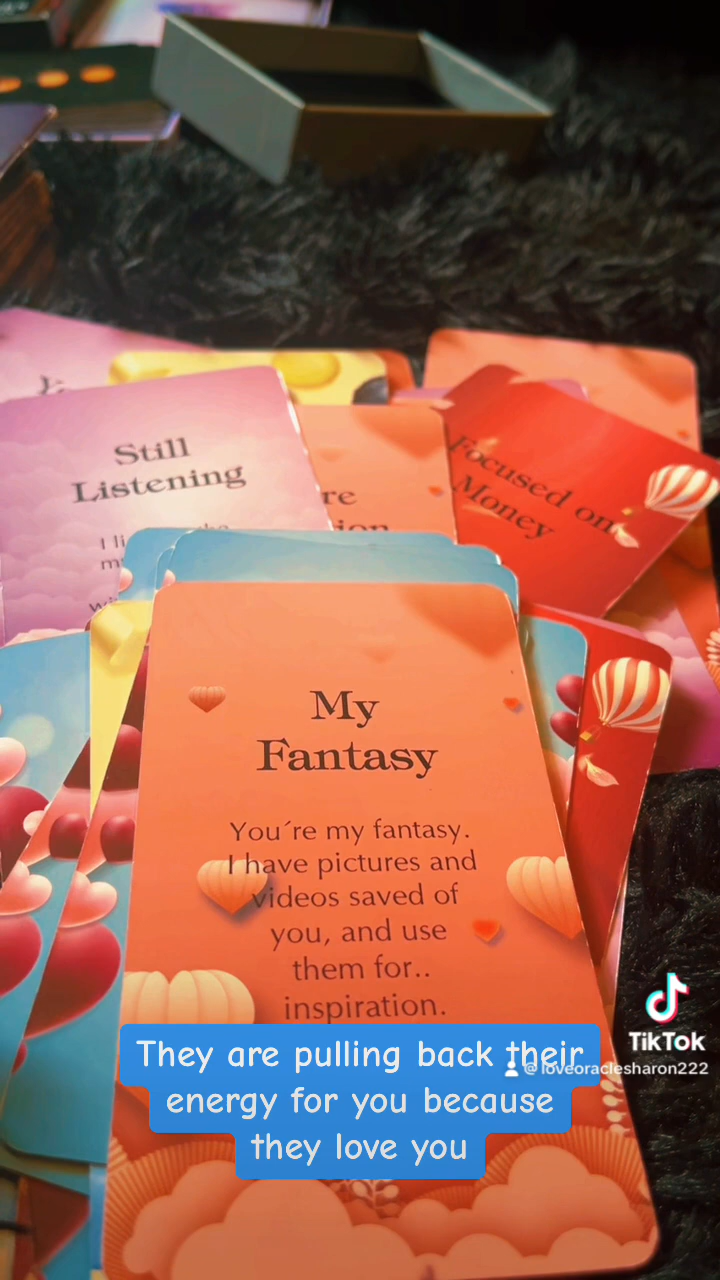 Still
Listening
I li
Focused on
Money
My
Fantasy
You´re my fantasy.
I have pictures and
videos saved of
you, and use
them for..
inspiration.
They are pulling back their
energy for you because
they love you
TikTok
@loveoraclesharon222